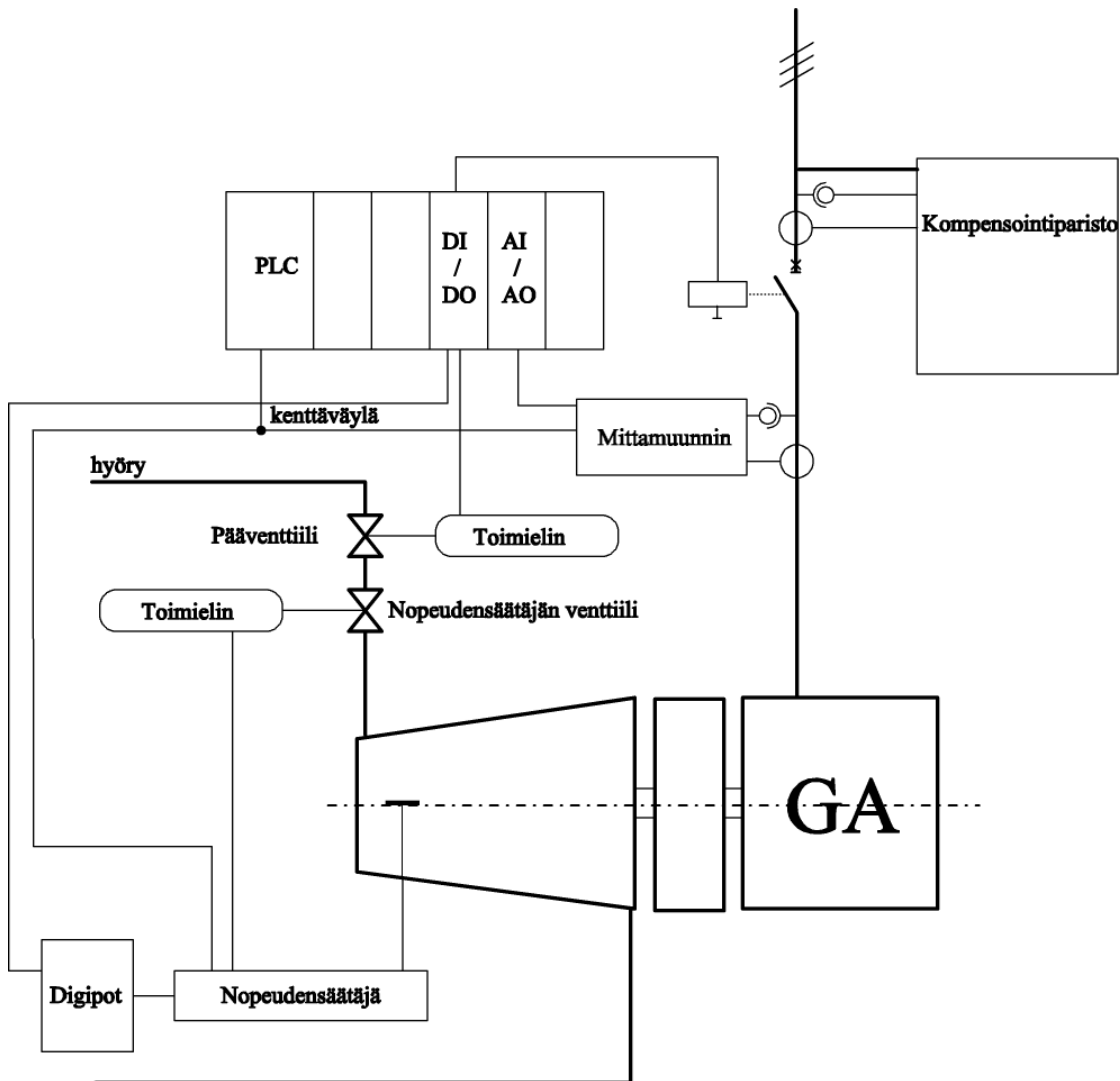 Kompensointiparisto
PLC
DI
/
DO
AI
/
AO
kenttäväylä
Mittamuunnin
hyöry
Pääventtiili
Toimielin
Toimielin
Nopeudensäätäjän venttiili
GA
Digipot
Nopeudensäätäjä